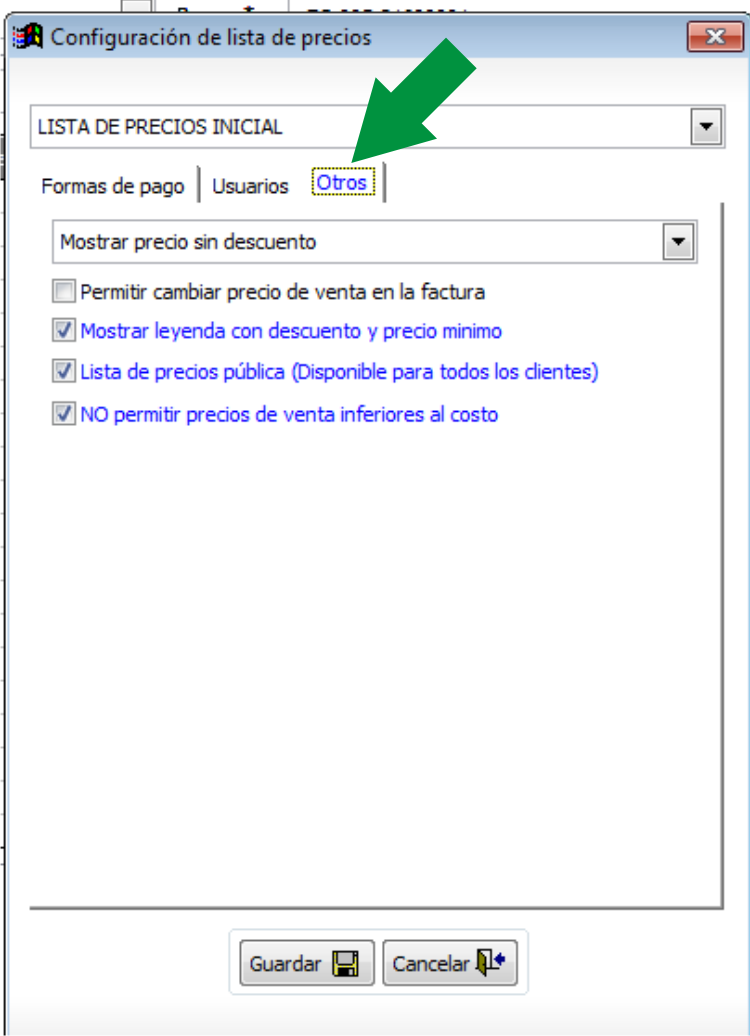 Configuración de lista de precios
LISTA DE PRECIOS INICIAL
Formas de pago Usuarios Otros
Mostrar precio sin descuento
Permitir cambiar precio de venta en la factura
Mostrar leyenda con descuento y precio minimo
Lista de precios pública (Disponible para todos los clientes)
NO permitir precios de venta inferiores al costo
Guardar Cancelar